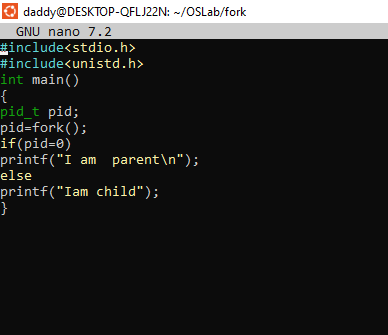 daddy@DESKTOP-QFLJ22N: ~/OSLab/fork
GNU nano 7.2
#include<stdio.h>
#include<unistd.h>
int main()
{
pid_t pid;
pid=fork();
if(pid=0)
printf("I am  parent\n");
else
printf("Iam child");
}